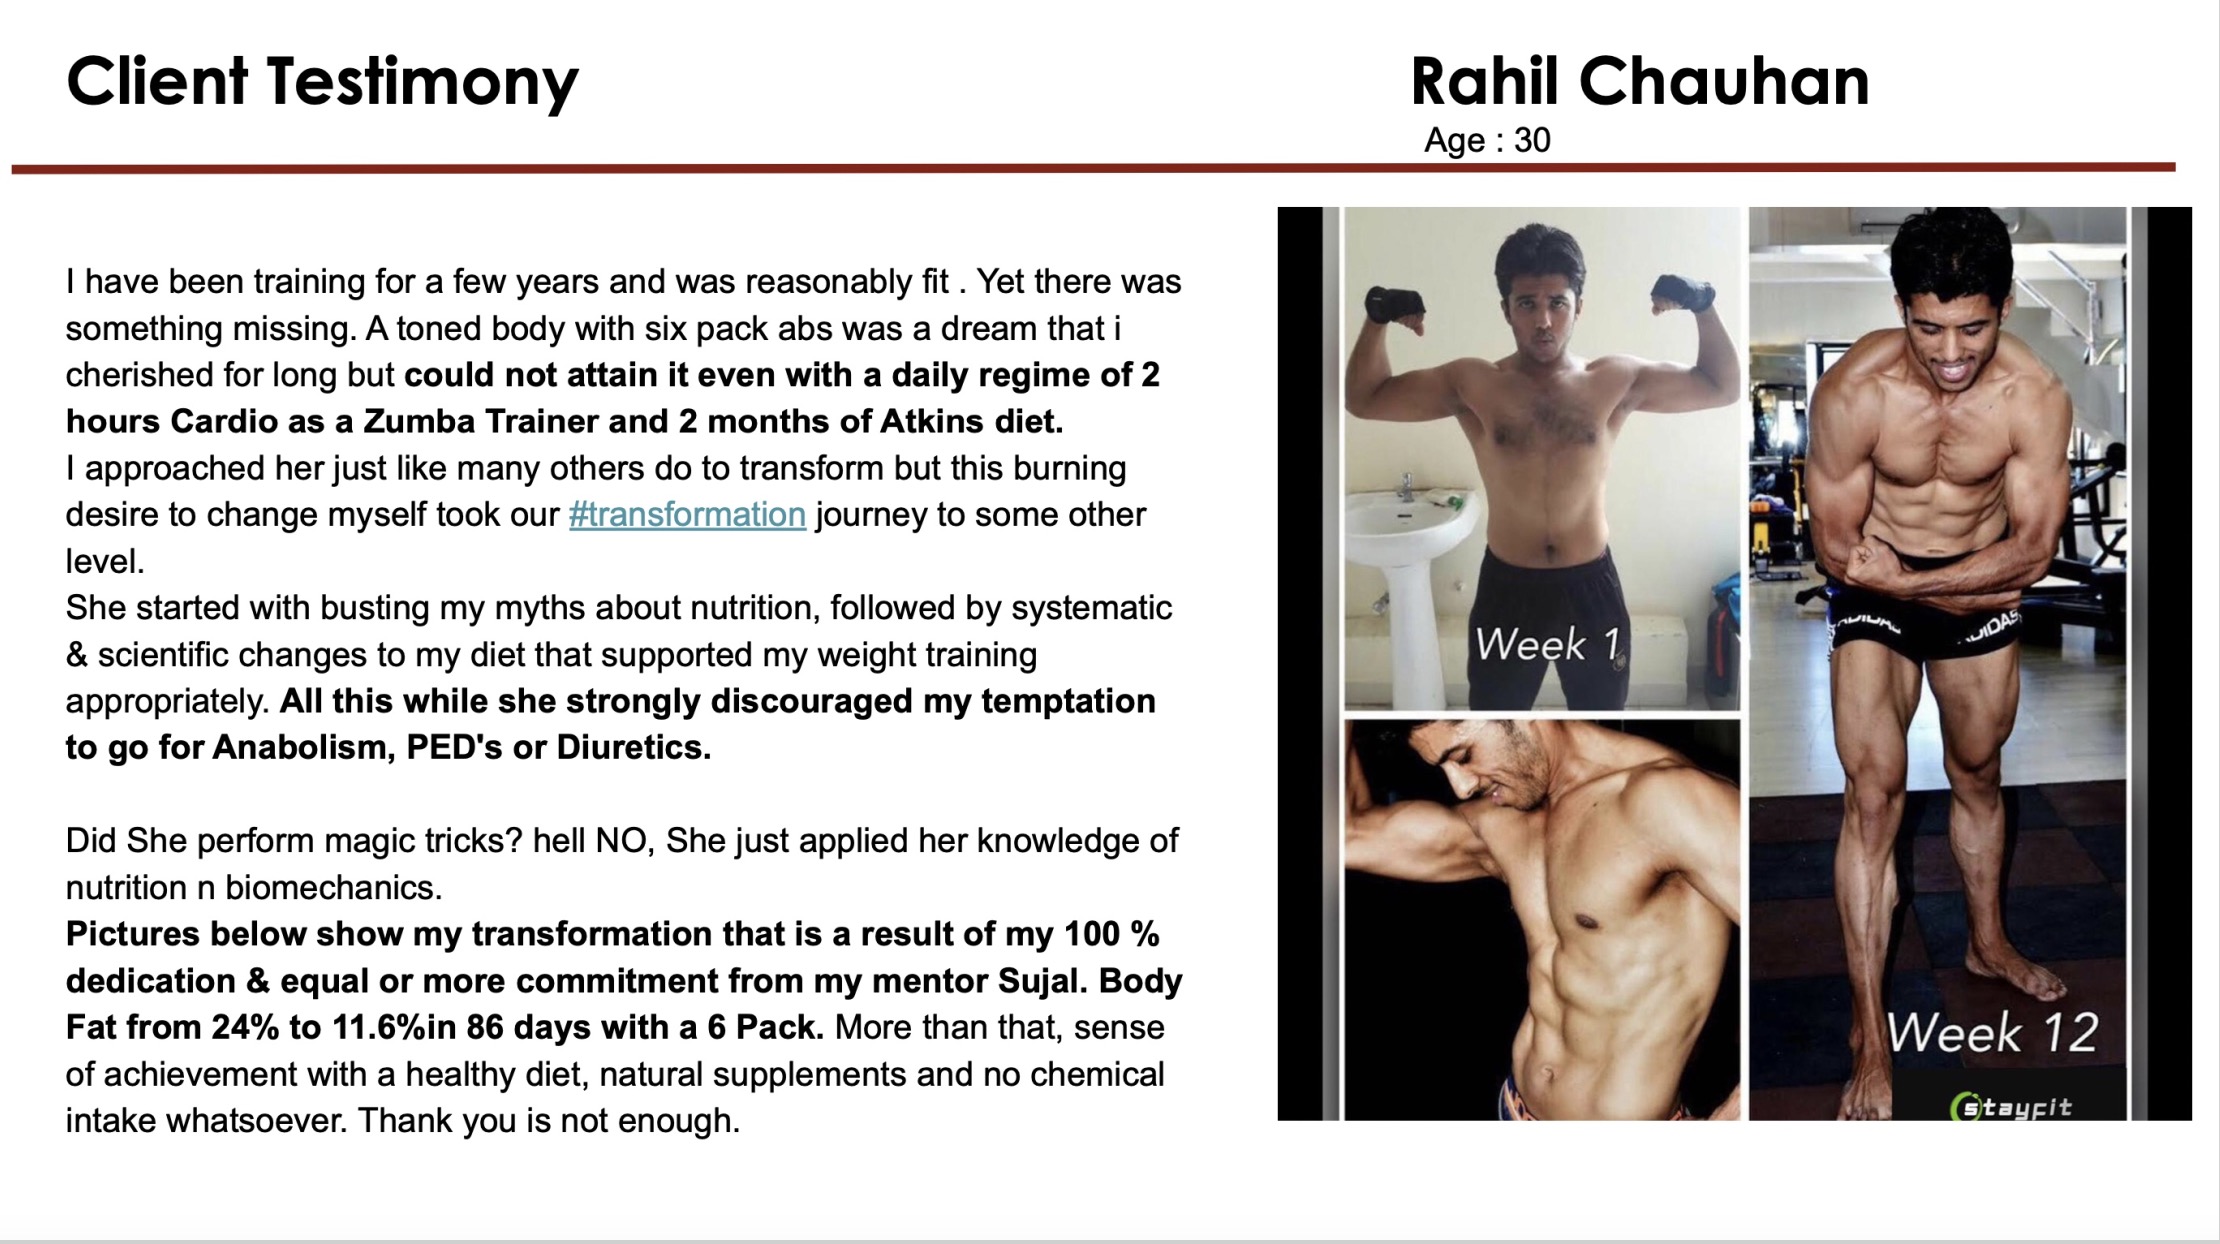 Client Testimony
Rahil Chauhan
Age : 30
I have been training for a few years and was reasonably fit . Yet there was
something missing. A toned body with six pack abs was a dream that i
cherished for long but could not attain it even with a daily regime of 2
hours Cardio as a Zumba Trainer and 2 months of Atkins diet.
I approached her just like many others do to transform but this burning
desire to change myself took our #transformation journey to some other
level.
She started with busting my myths about nutrition, followed by systematic
& scientific changes to my diet that supported my weight training
appropriately. All this while she strongly discouraged my temptation
to go for Anabolism, PED's or Diuretics.
Did She perform magic tricks? hell NO, She just applied her knowledge of
nutrition n biomechanics.
Pictures below show my transformation that is a result of my 100 %
dedication & equal or more commitment from my mentor Sujal. Body
Fat from 24% to 11.6%in 86 days with a 6 Pack. More than that, sense
of achievement with a healthy diet, natural supplements and no chemical
intake whatsoever. Thank you is not enough.
Week 1
ADIDAS
ADIDAS
Week 12
stayfit